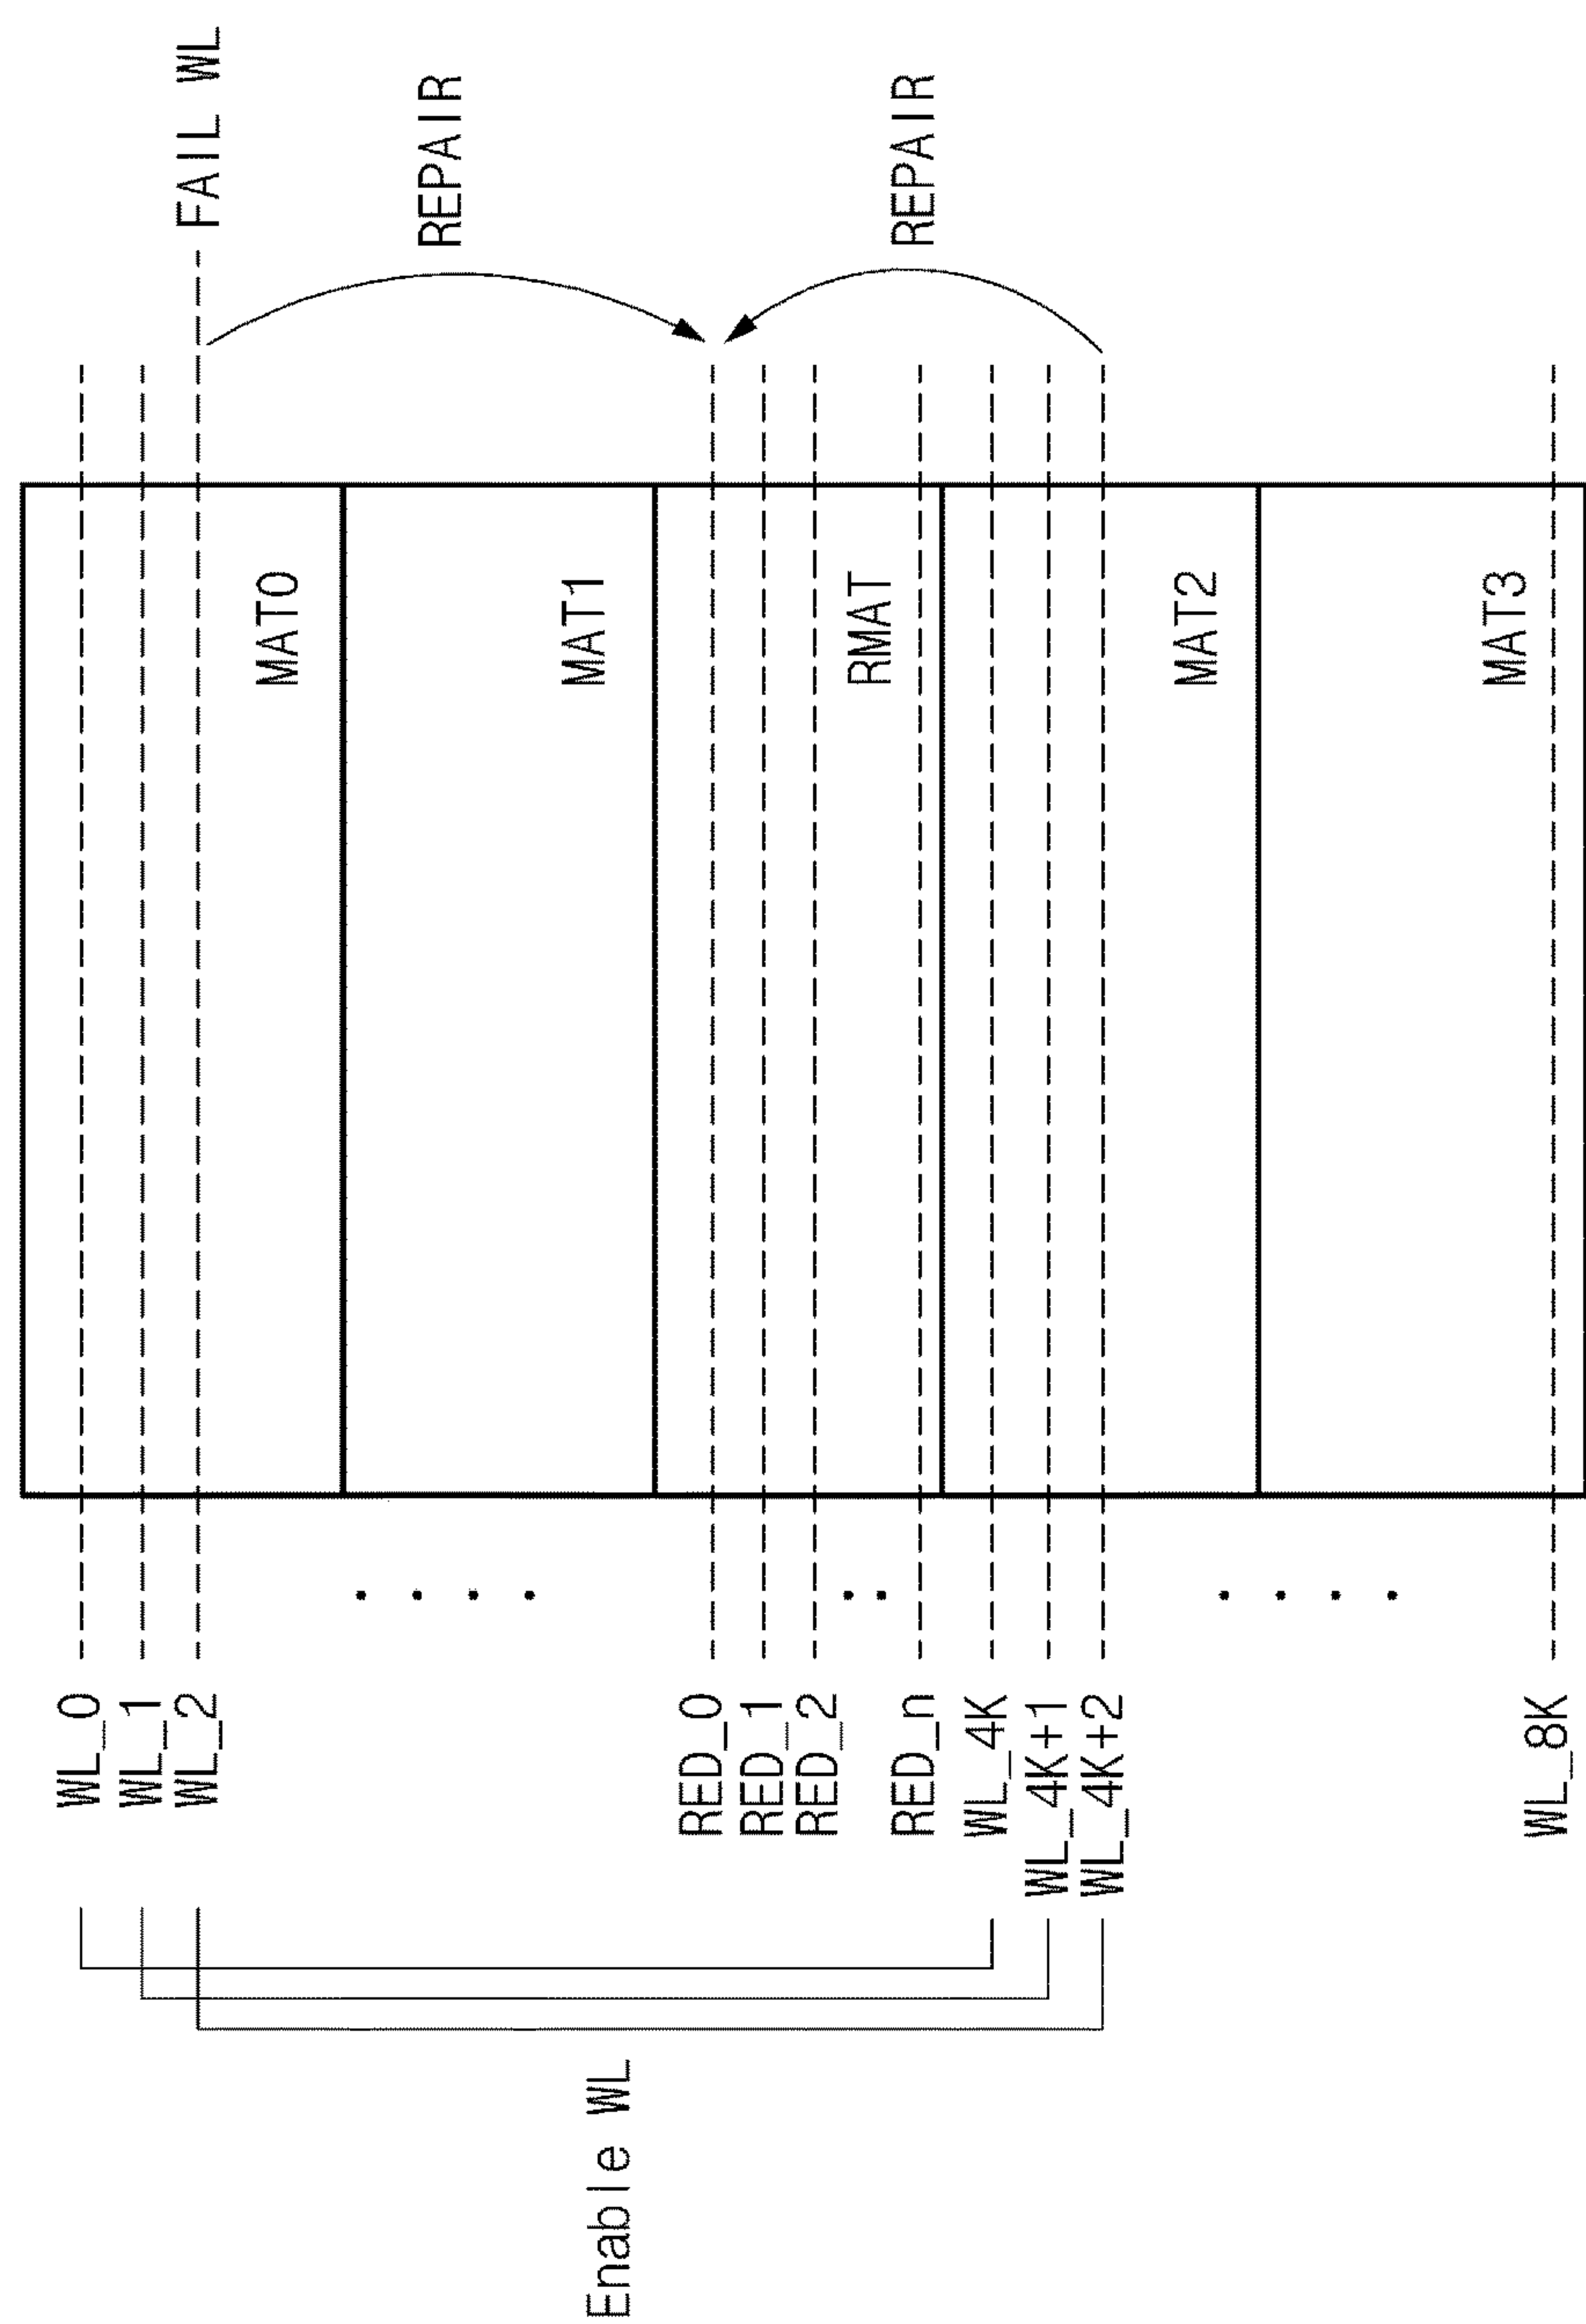 Enable WL
WL_0
WL_1
WL_2
RED_0
RED_1
RED_2
RED_n
WL_4K
WL_4K+1
WL_4K+2
WL_8K
MAT0
MAT1
RMAT
MAT2
MAT3
FAIL WL
REPAIR
REPAIR